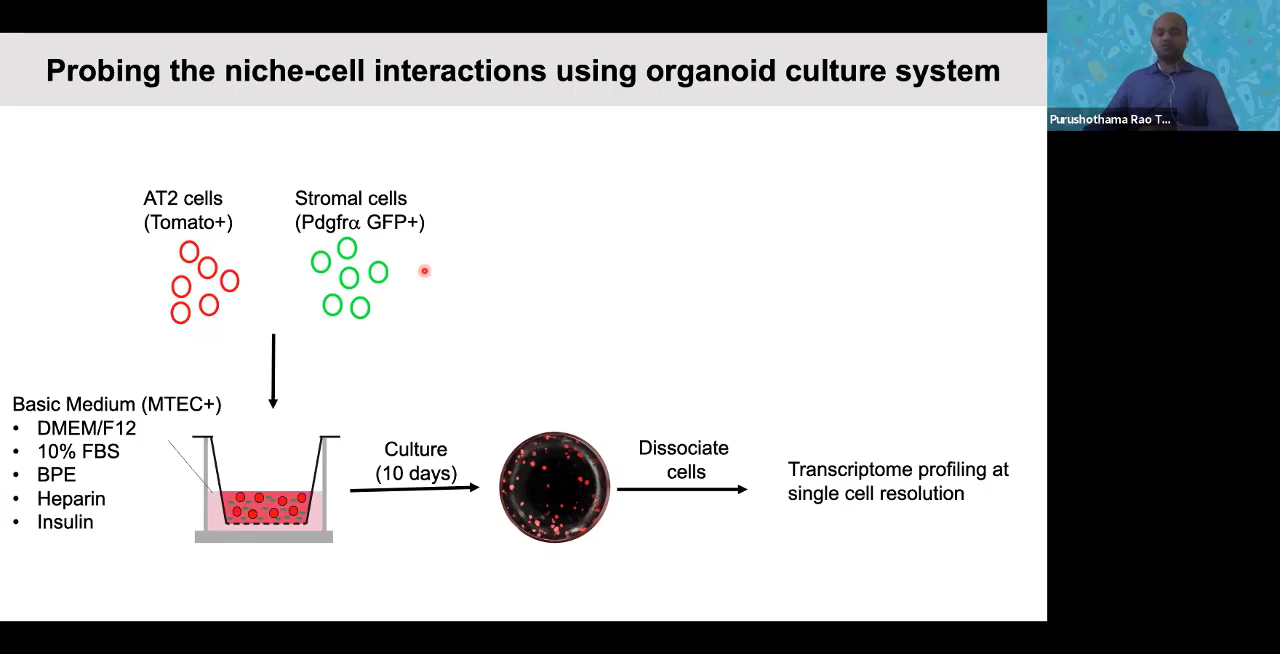 Probing the niche-cell interactions using organoid culture system
Purushothama Rao T...
AT2 cells
(Tomato+)
Stromal cells
(Pdgfrα GFP+)
Basic Medium (MTEC+)
• DMEM/F12
• 10% FBS
• BPE
• Heparin
• Insulin
Culture
(10 days)
Dissociate
cells
Transcriptome profiling at
single cell resolution